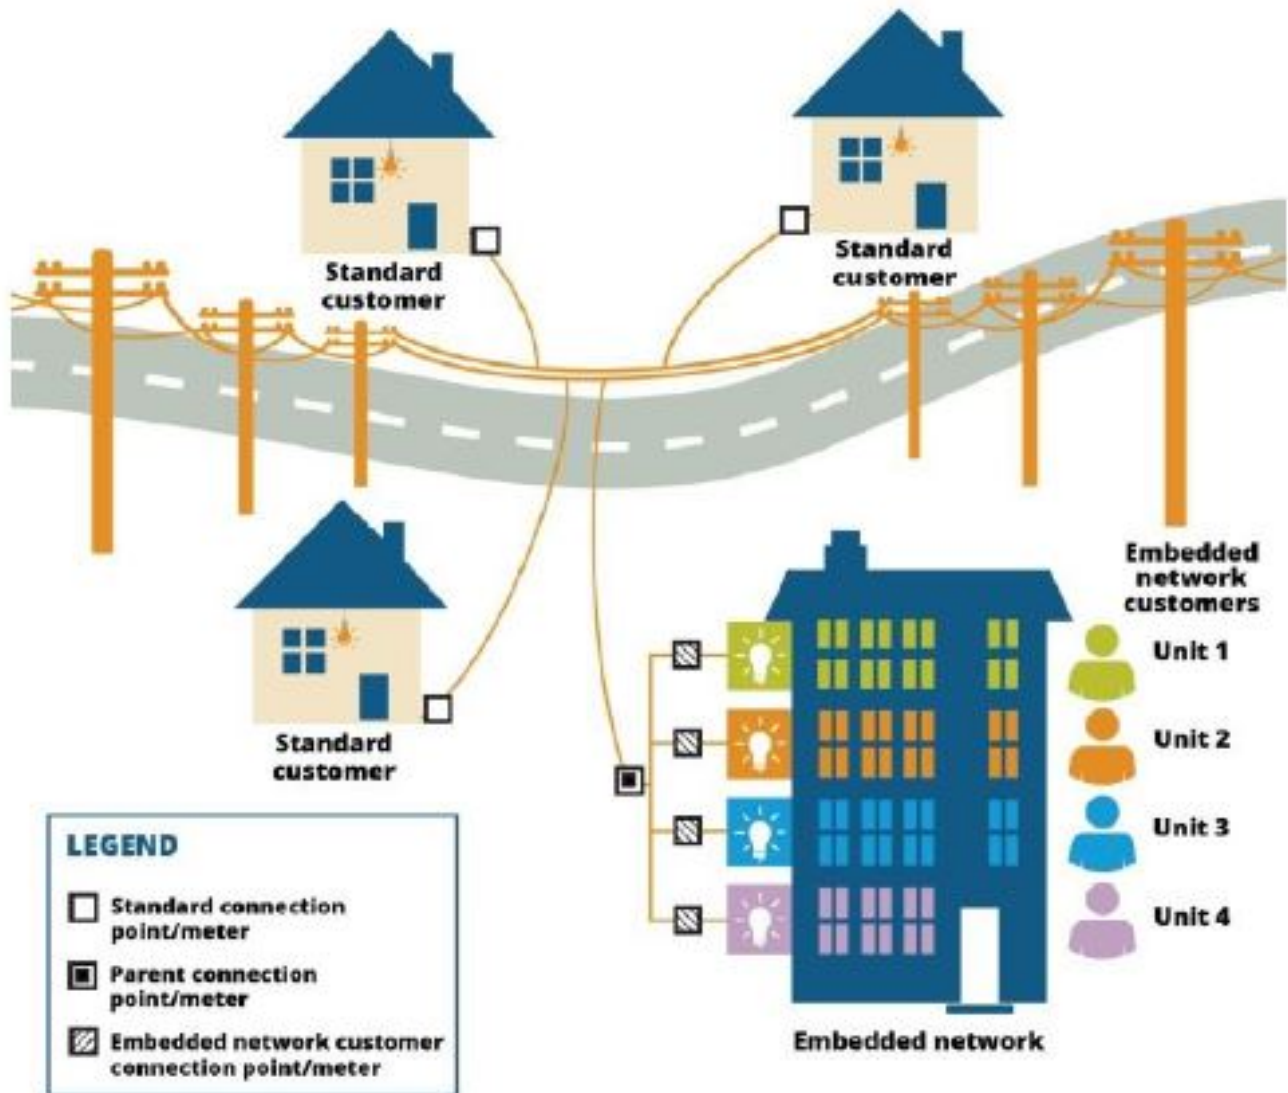 Standard
customer
Standard
customer
Embedded
network
customers
Unit 1
Unit 2
Unit 3
Unit 4
Standard
customer
Embedded network
LEGEND
Standard connection
point/meter
Parent connection
point/meter
Embedded network customer
connection point/meter